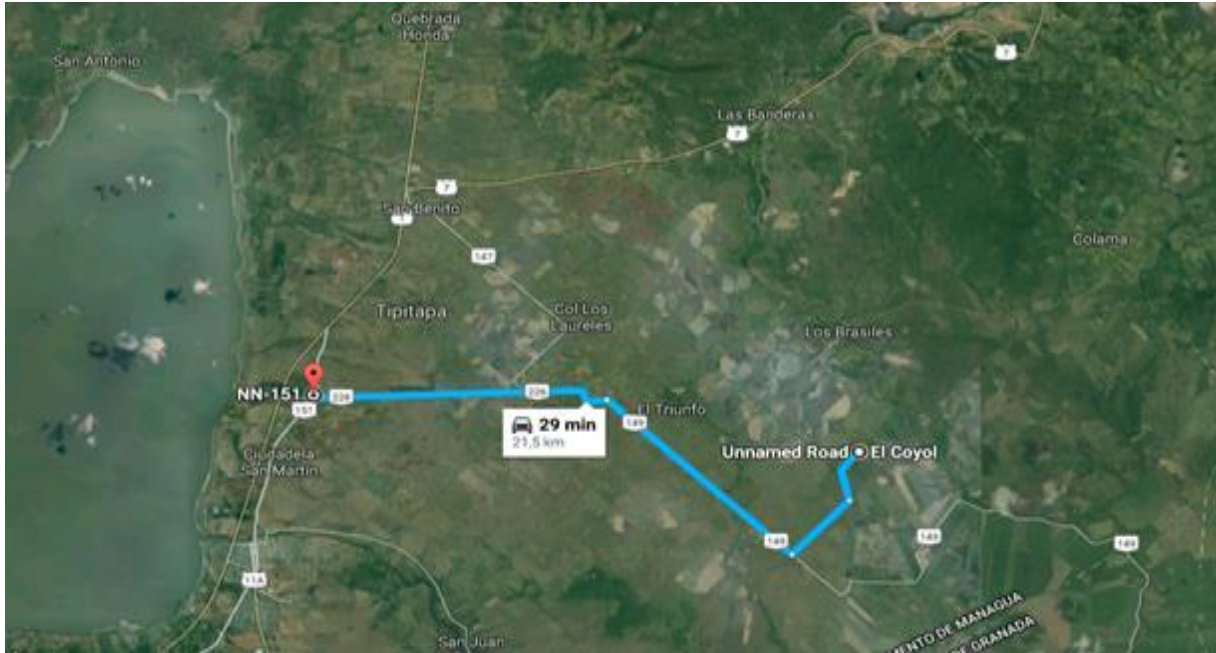 Quebrada
Honda
San Antonio
7
Las Banderas
7
7
San Benito
1
147
Colama
Tipitapa
Col Los
Laureles
Los Brasiles
NN-151
226
226
151
29 min
21,5 km
El Triunfo
149
Ciudadela
San Martin
Unnamed Road
El Coyol
149
149
149
11A
San Juan
MENTO DE MANAGUA
DE GRANADA